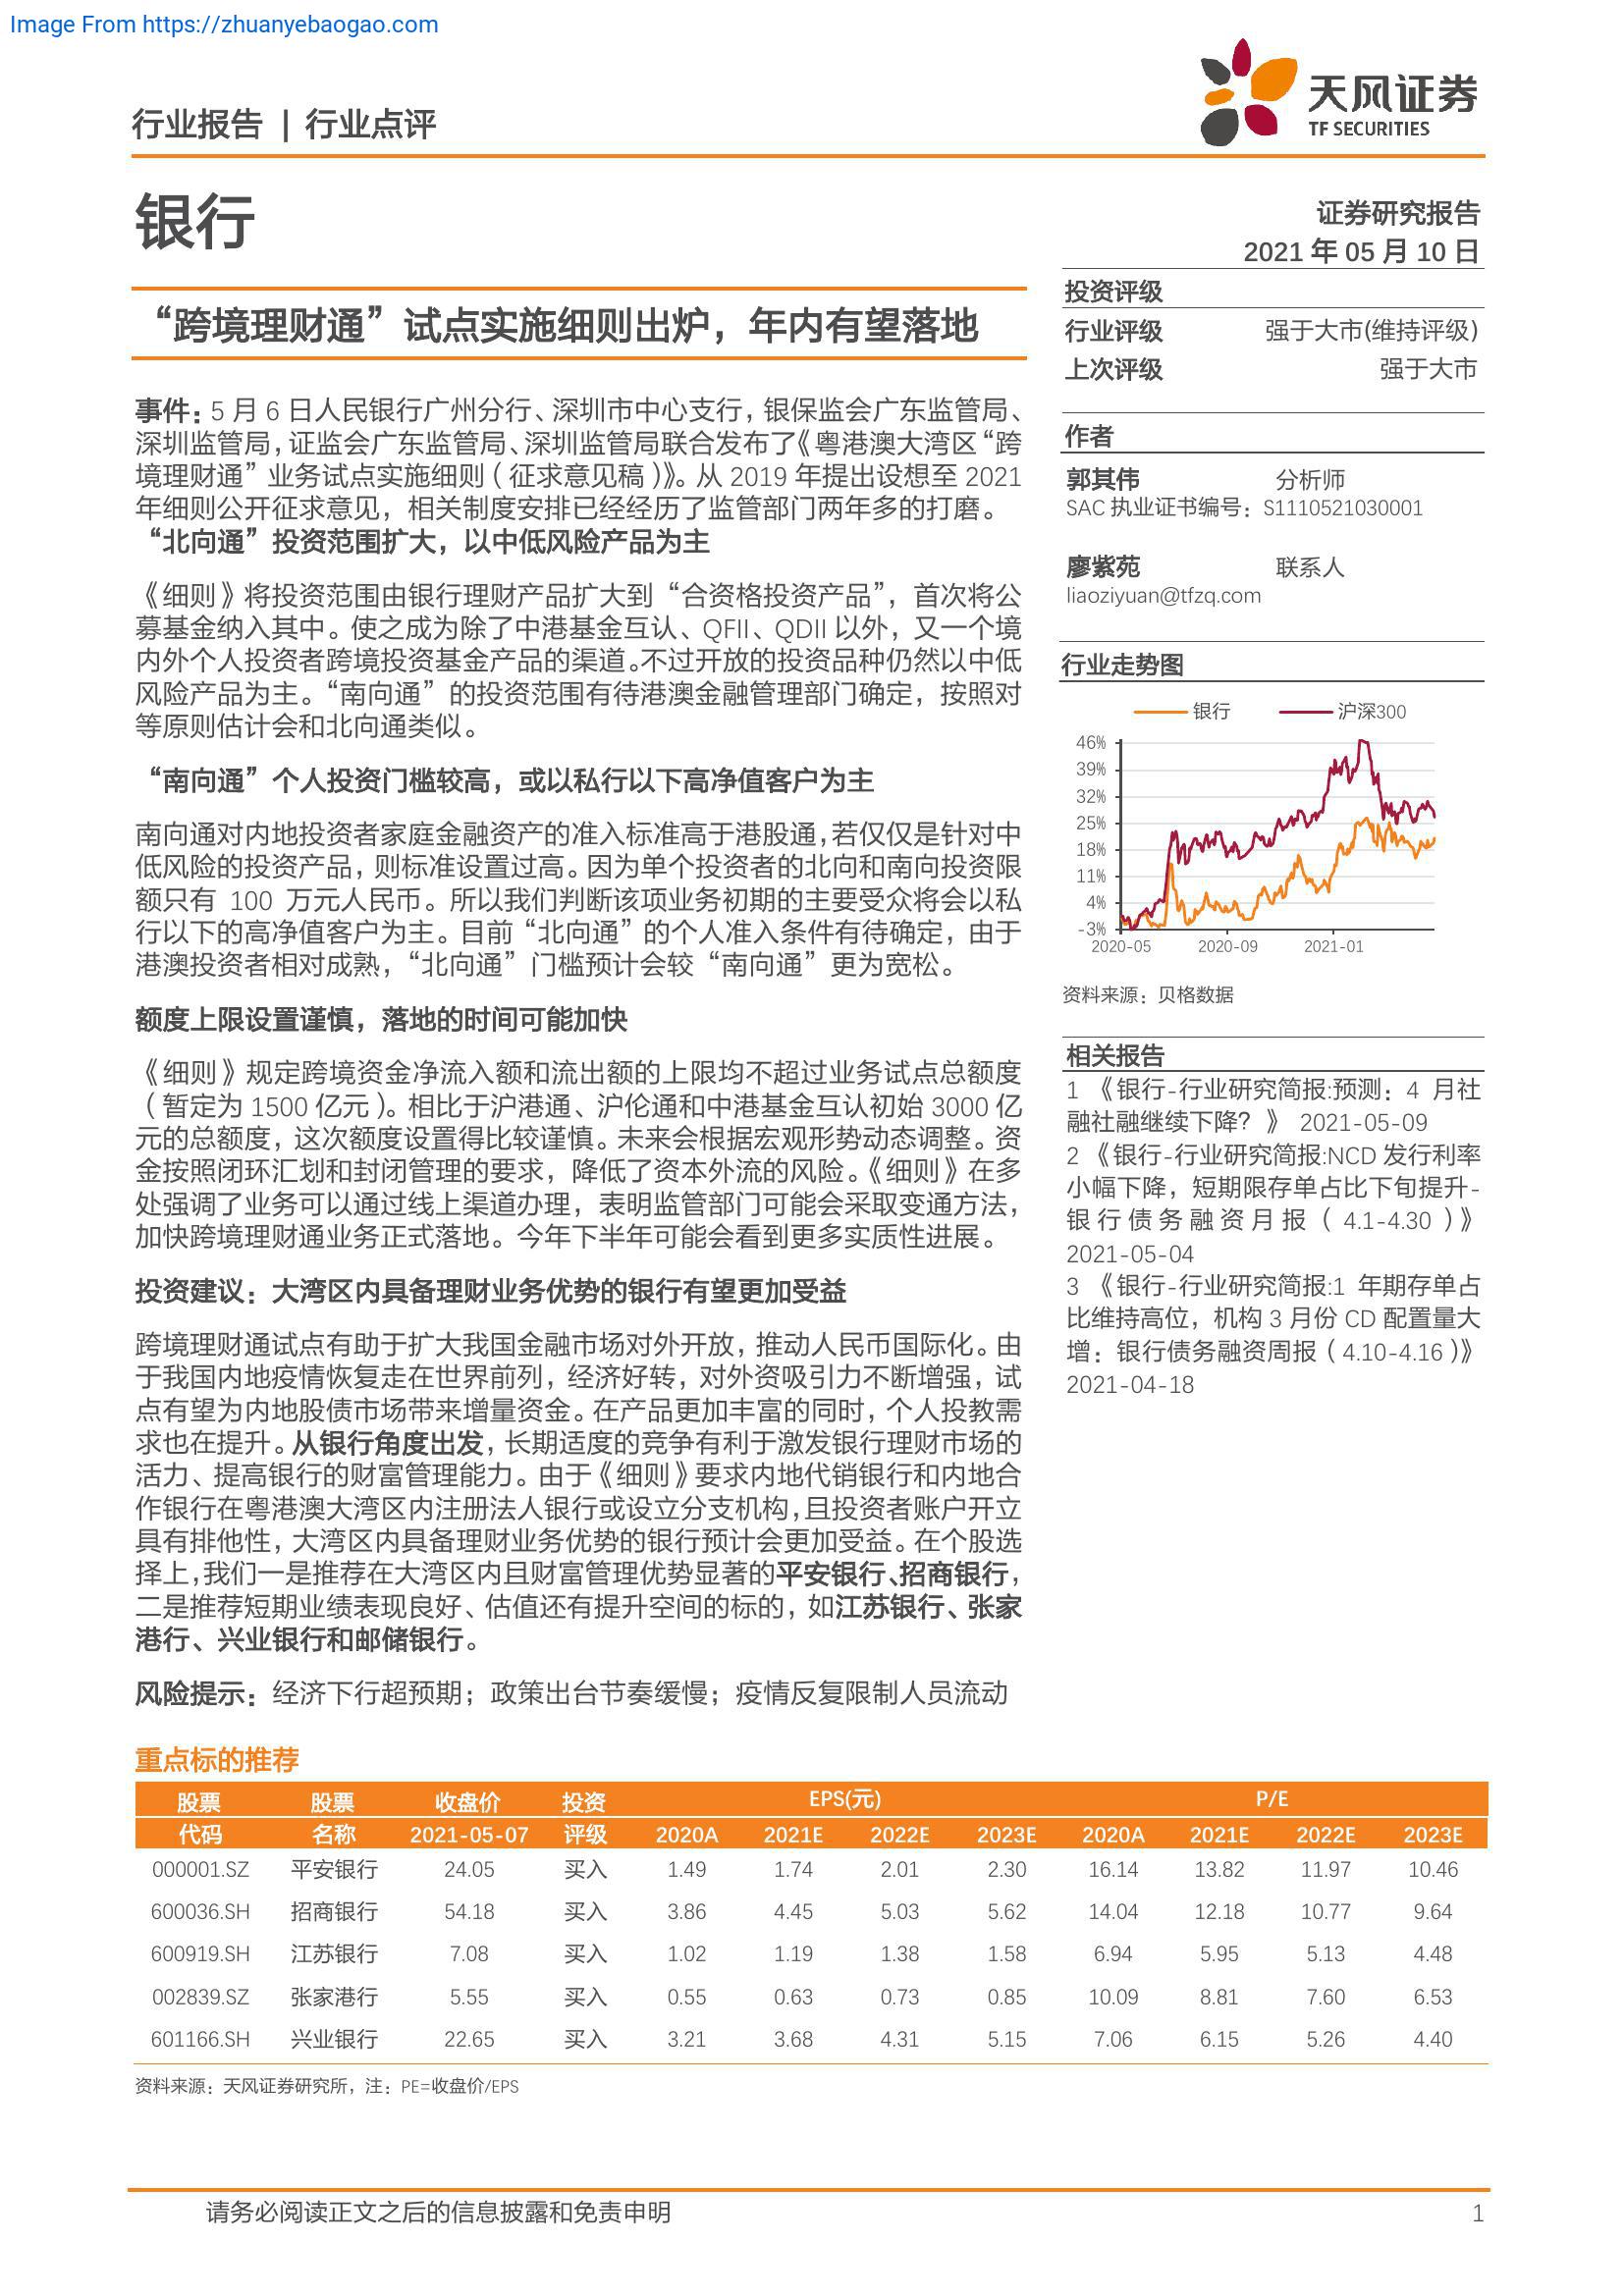 Image From https://zhuanyebaogao.com
天风证券
TF SECURITIES
行业报告 | 行业点评
银行
证券研究报告
2021 年 05 月 10 日
“跨境理财通”试点实施细则出炉，年内有望落地
事件：5 月 6 日人民银行广州分行、深圳市中心支行，银保监会广东监管局、
深圳监管局，证监会广东监管局、深圳监管局联合发布了《粤港澳大湾区“跨
境理财通”业务试点实施细则（征求意见稿）》。从 2019 年提出设想至 2021
年细则公开征求意见，相关制度安排已经经历了监管部门两年多的打磨。
“北向通”投资范围扩大，以中低风险产品为主
《细则》将投资范围由银行理财产品扩大到“合资格投资产品”，首次将公
募基金纳入其中。使之成为除了中港基金互认、QFII、QDII 以外，又一个境
内外个人投资者跨境投资基金产品的渠道。不过开放的投资品种仍然以中低
风险产品为主。“南向通”的投资范围有待港澳金融管理部门确定，按照对
等原则估计会和北向通类似。
“南向通”个人投资门槛较高，或以私行以下高净值客户为主
南向通对内地投资者家庭金融资产的准入标准高于港股通，若仅仅是针对中
低风险的投资产品，则标准设置过高。因为单个投资者的北向和南向投资限
额只有 100 万元人民币。所以我们判断该项业务初期的主要受众将会以私
行以下的高净值客户为主。目前“北向通”的个人准入条件有待确定，由于
港澳投资者相对成熟，“北向通”门槛预计会较“南向通”更为宽松。
额度上限设置谨慎，落地的时间可能加快
《细则》规定跨境资金净流入额和流出额的上限均不超过业务试点总额度
（暂定为 1500 亿元）。相比于沪港通、沪伦通和中港基金互认初始 3000 亿
元的总额度，这次额度设置得比较谨慎。未来会根据宏观形势动态调整。资
金按照闭环汇划和封闭管理的要求，降低了资本外流的风险。《细则》在多
处强调了业务可以通过线上渠道办理，表明监管部门可能会采取变通方法，
加快跨境理财通业务正式落地。今年下半年可能会看到更多实质性进展。
投资建议：大湾区内具备理财业务优势的银行有望更加受益
跨境理财通试点有助于扩大我国金融市场对外开放，推动人民币国际化。由
于我国内地疫情恢复走在世界前列，经济好转，对外资吸引力不断增强，试
点有望为内地股债市场带来增量资金。在产品更加丰富的同时，个人投教需
求也在提升。从银行角度出发，长期适度的竞争有利于激发银行理财市场的
活力、提高银行的财富管理能力。由于《细则》要求内地代销银行和内地合
作银行在粤港澳大湾区内注册法人银行或设立分支机构，且投资者账户开立
具有排他性，大湾区内具备理财业务优势的银行预计会更加受益。在个股选
择上，我们一是推荐在大湾区内且财富管理优势显著的平安银行、招商银行，
二是推荐短期业绩表现良好、估值还有提升空间的标的，如江苏银行、张家
港行、兴业银行和邮储银行。
风险提示：经济下行超预期；政策出台节奏缓慢；疫情反复限制人员流动
投资评级
行业评级 强于大市(维持评级)
上次评级 强于大市
作者
郭其伟 分析师
SAC 执业证书编号：S1110521030001
廖紫苑 联系人
liaoziyuan@tfzq.com
行业走势图
银行 沪深300
46%
39%
32%
25%
18%
11%
4%
-3%
2020-05 2020-09 2021-01
资料来源：贝格数据
相关报告
1 《银行-行业研究简报:预测：4 月社
融社融继续下降？》 2021-05-09
2 《银行-行业研究简报:NCD 发行利率
小幅下降，短期限存单占比下旬提升-
银行债务融资月报（4.1-4.30）》
2021-05-04
3 《银行-行业研究简报:1 年期存单占
比维持高位，机构 3 月份 CD 配置量大
增：银行债务融资周报（4.10-4.16）》
2021-04-18
重点标的推荐
股票 股票 收盘价 投资 EPS(元) P/E
代码 名称 2021-05-07 评级 2020A 2021E 2022E 2023E 2020A 2021E 2022E 2023E
000001.SZ 平安银行 24.05 买入 1.49 1.74 2.01 2.30 16.14 13.82 11.97 10.46
600036.SH 招商银行 54.18 买入 3.86 4.45 5.03 5.62 14.04 12.18 10.77 9.64
600919.SH 江苏银行 7.08 买入 1.02 1.19 1.38 1.58 6.94 5.95 5.13 4.48
002839.SZ 张家港行 5.55 买入 0.55 0.63 0.73 0.85 10.09 8.81 7.60 6.53
601166.SH 兴业银行 22.65 买入 3.21 3.68 4.31 5.15 7.06 6.15 5.26 4.40
资料来源：天风证券研究所，注：PE=收盘价/EPS
请务必阅读正文之后的信息披露和免责申明 1